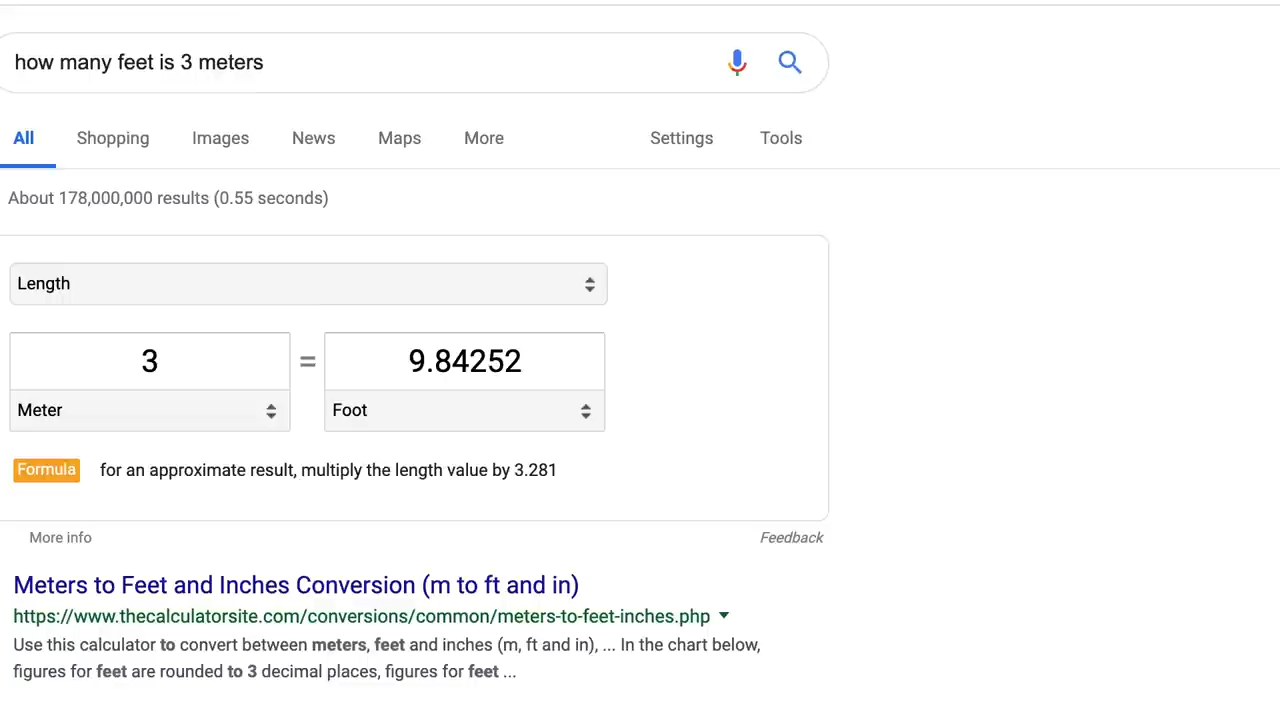 how many feet is 3 meters
All Shopping Images News Maps More Settings Tools
About 178,000,000 results (0.55 seconds)
Length
3 = 9.84252
Meter Foot
Formula for an approximate result, multiply the length value by 3.281
More info Feedback
Meters to Feet and Inches Conversion (m to ft and in)
https://www.thecalculatorsite.com/conversions/common/meters-to-feet-inches.php
Use this calculator to convert between meters, feet and inches (m, ft and in), ... In the chart below,
figures for feet are rounded to 3 decimal places, figures for feet ...